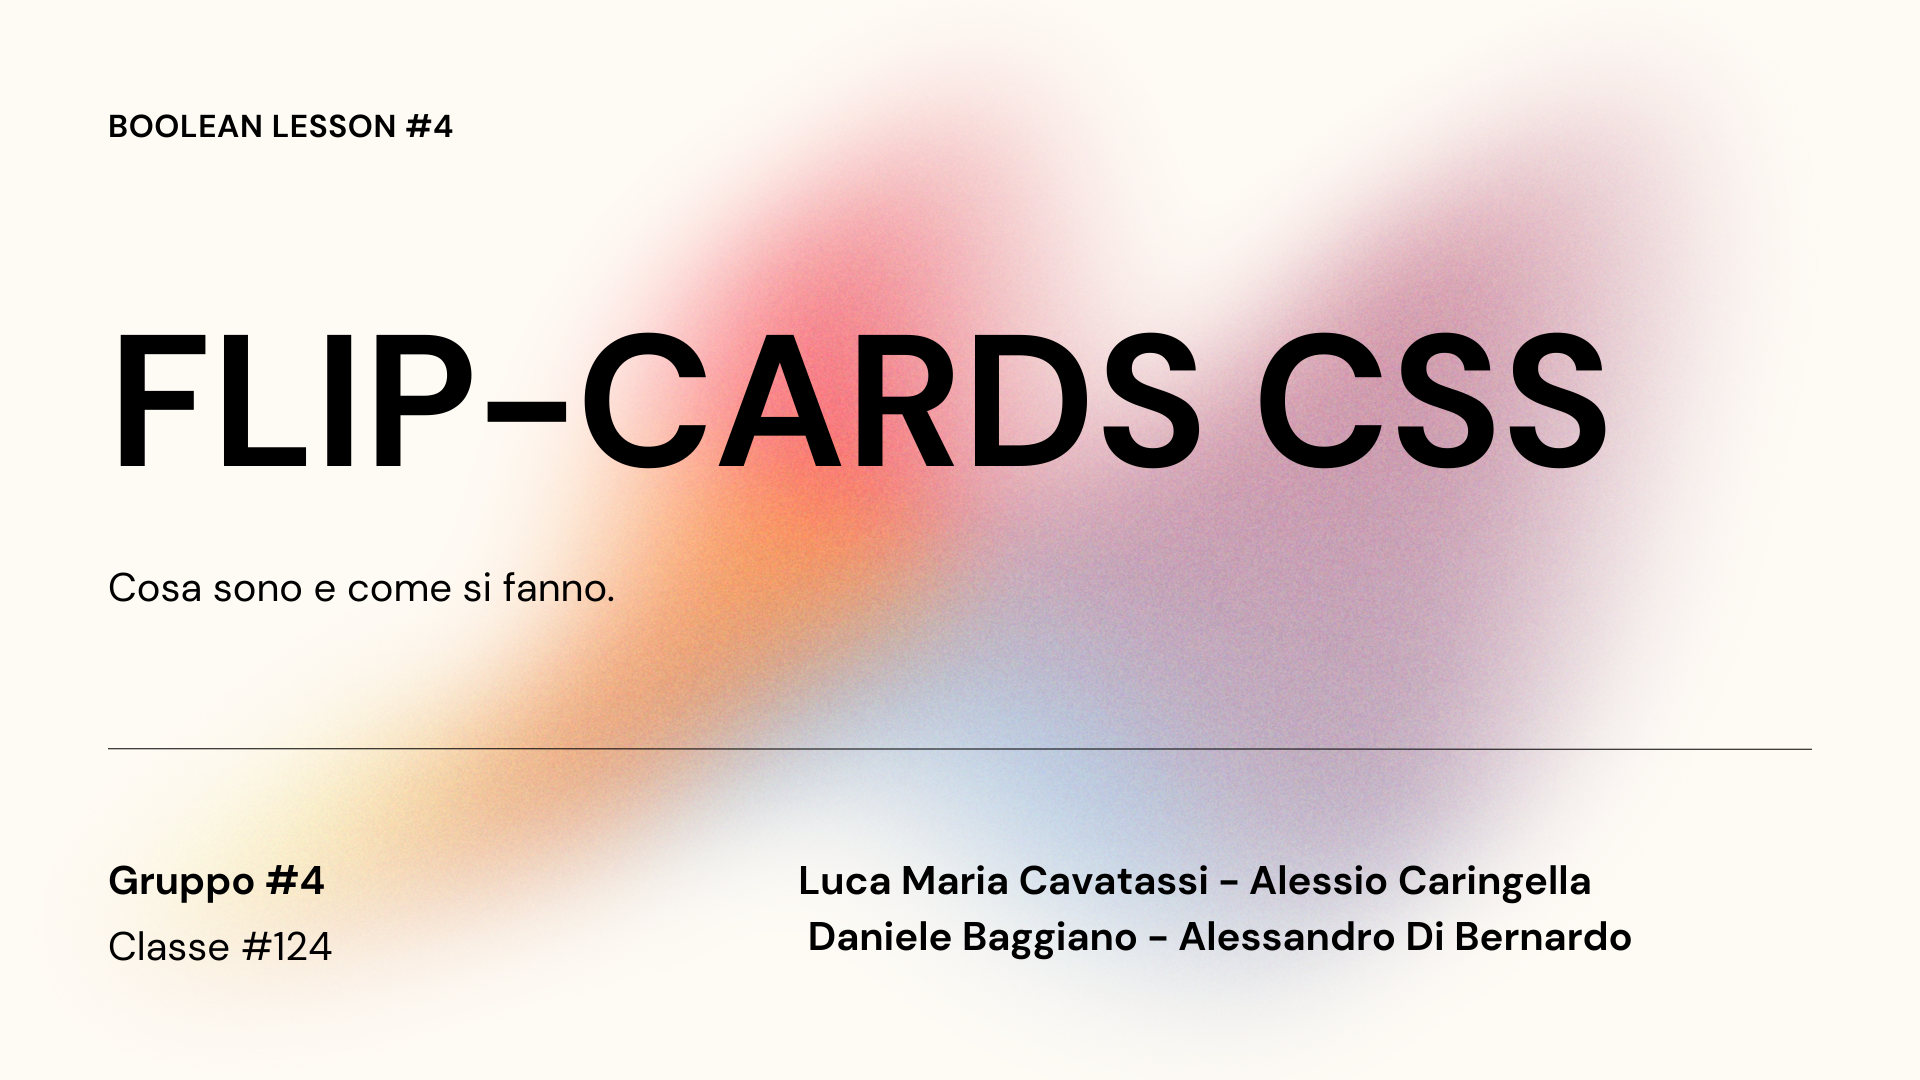 BOOLEAN LESSON #4
FLIP-CARDS CSS
Cosa sono e come si fanno.
Gruppo #4
Classe #124
Luca Maria Cavatassi - Alessio Caringella
Daniele Baggiano - Alessandro Di Bernardo